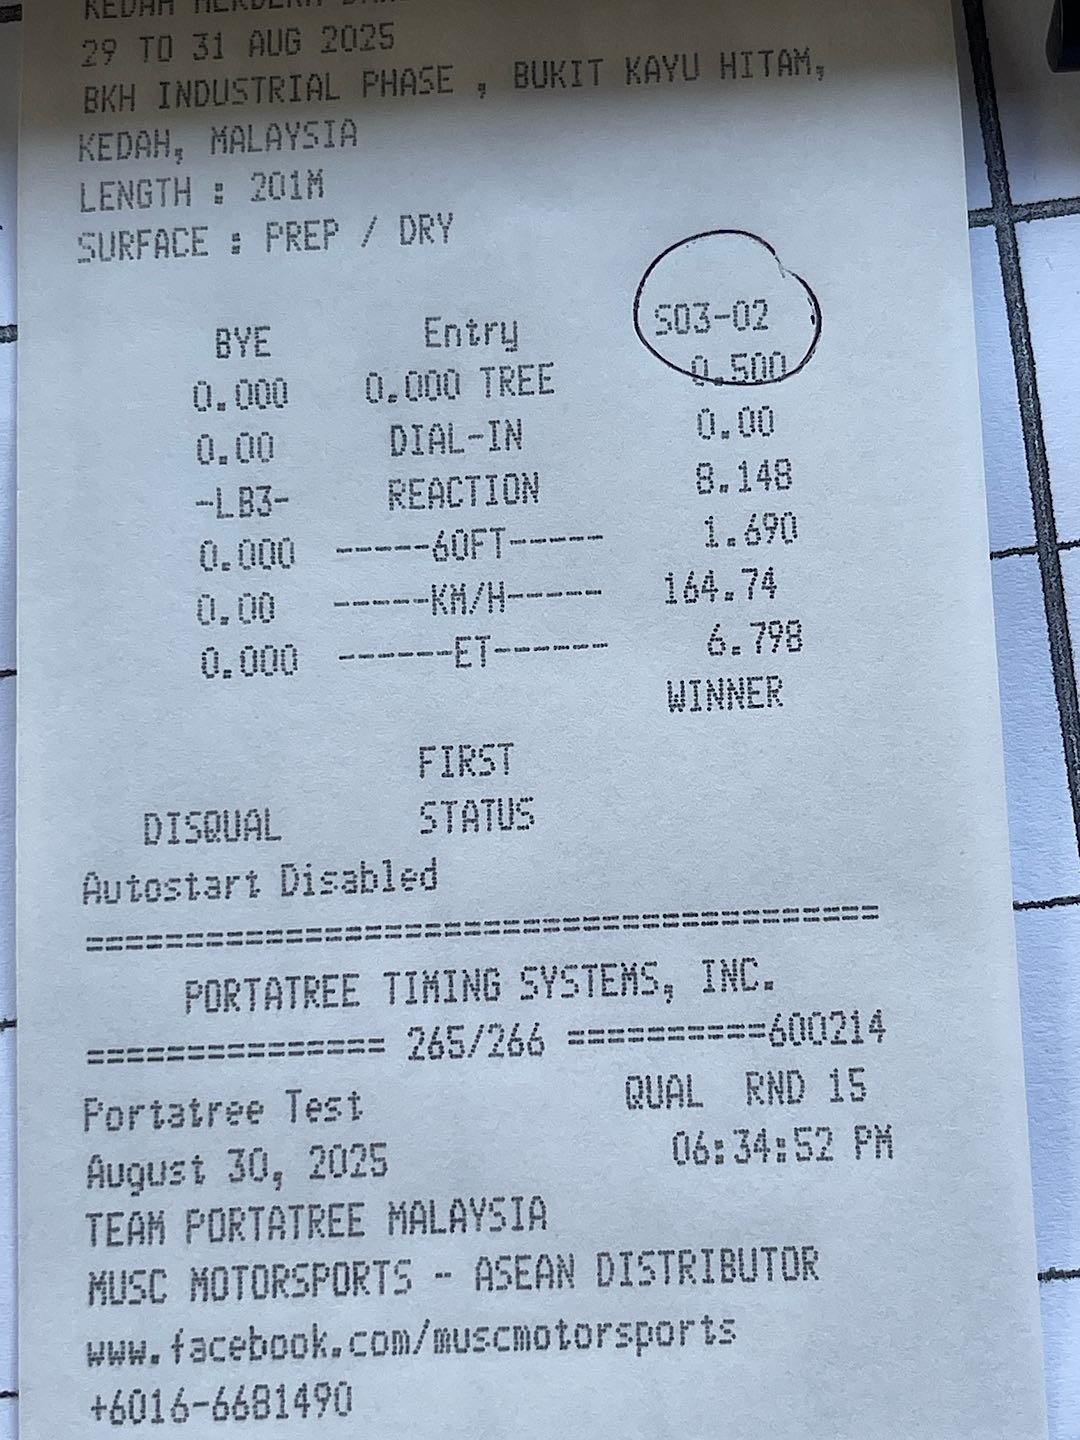 KEDAH MERDEKA
29 TO 31 AUG 2025
BKH INDUSTRIAL PHASE , BUKIT KAYU HITAM,
KEDAH, MALAYSIA
LENGTH : 201M
SURFACE : PREP / DRY
BYE Entry S03-02
0.000 0.000 TREE 0.500
0.00 DIAL-IN 0.00
-LB3- REACTION 8.148
0.000 -----60FT----- 1.690
0.00 -----KM/H----- 164.74
0.000 ------ET------ 6.798
WINNER
FIRST
DISQUAL STATUS
Autostart Disabled
========================================
PORTATREE TIMING SYSTEMS, INC.
=============== 265/266 ==========600214
Portatree Test QUAL RND 15
August 30, 2025 06:34:52 PM
TEAM PORTATREE MALAYSIA
MUSC MOTORSPORTS - ASEAN DISTRIBUTOR
www.facebook.com/muscmotorsports
+6016-6681490